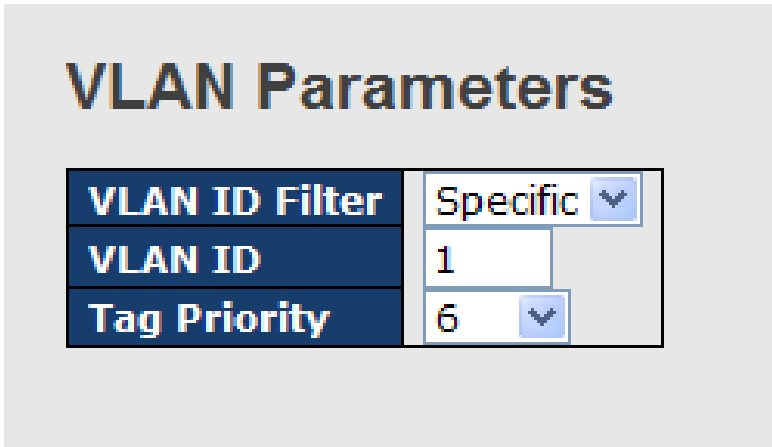 VLAN Parameters
VLAN ID Filter Specific
VLAN ID 1
Tag Priority 6